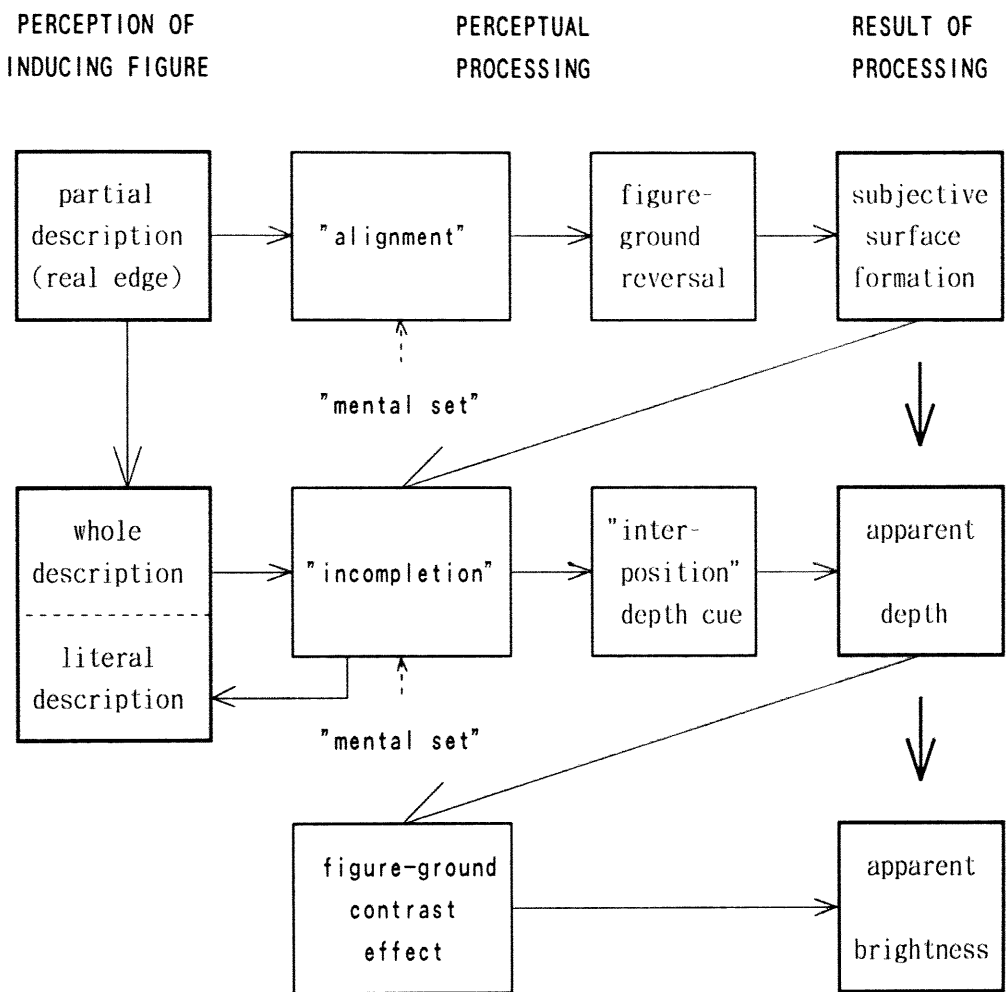 PERCEPTION OF
INDUCING FIGURE
PERCEPTUAL
PROCESSING
RESULT OF
PROCESSING
partial
description
(real edge)
"alignment"
figure-
ground
reversal
subjective
surface
formation
"mental set"
whole
description
literal
description
"incompletion"
"inter-
position"
depth cue
apparent
depth
"mental set"
figure-ground
contrast
effect
apparent
brightness